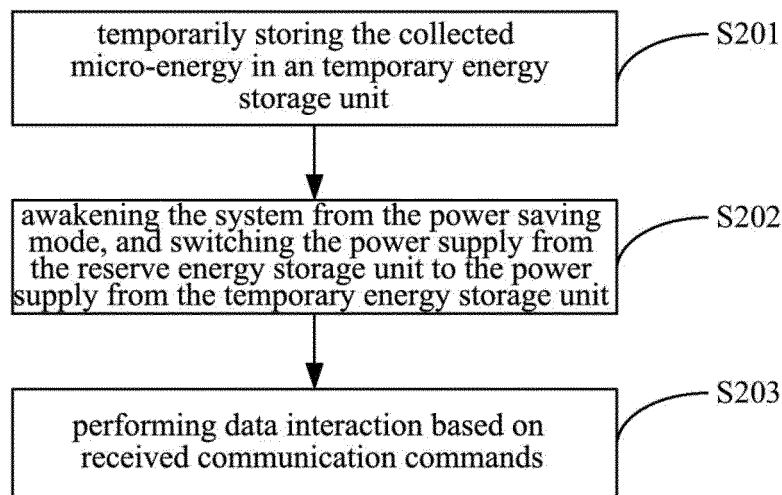 temporarily storing the collected
micro-energy in an temporary energy
storage unit
S201
awakening the system from the power saving
mode, and switching the power supply from
the reserve energy storage unit to the power
supply from the temporary energy storage unit
S202
performing data interaction based on
received communication commands
S203